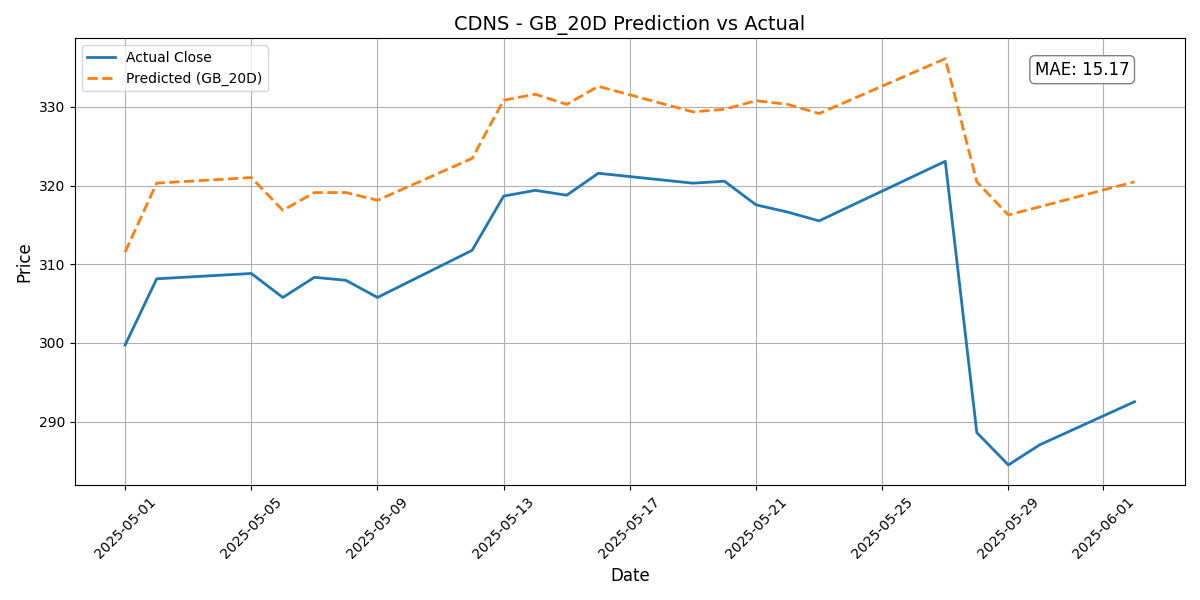 CDNS - GB_20D Prediction vs Actual
Actual Close
Predicted (GB_20D)
MAE: 15.17
Price
330
320
310
300
290
2025-05-01
2025-05-05
2025-05-09
2025-05-13
2025-05-17
2025-05-21
2025-05-25
2025-05-29
2025-06-01
Date